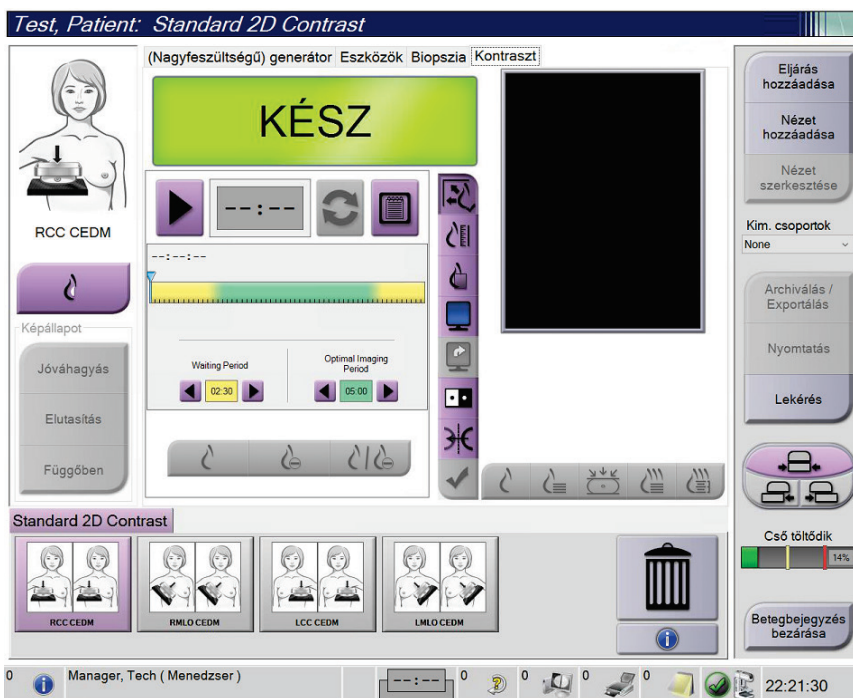 Test, Patient: Standard 2D Contrast
(Nagyfeszültségű) generátor Eszközök Biopszia Kontraszt
KÉSZ
--:--
--:--:--
RCC CEDM
Képállapot
Jóváhagyás
Elutasítás
Függőben
Waiting Period
02:30
Optimal Imaging
Period
05:00
Eljárás
hozzáadása
Nézet
hozzáadása
Nézet
szerkesztése
Kim. csoportok
None
Archiválás /
Exportálás
Nyomtatás
Lekérés
Cső töltődik
14%
Betegbejegyzés
bezárása
Standard 2D Contrast
RCC CEDM
RMLO CEDM
LCC CEDM
LMLO CEDM
0 Manager, Tech ( Menedzser ) --:-- 0 0 0 0 22:21:30